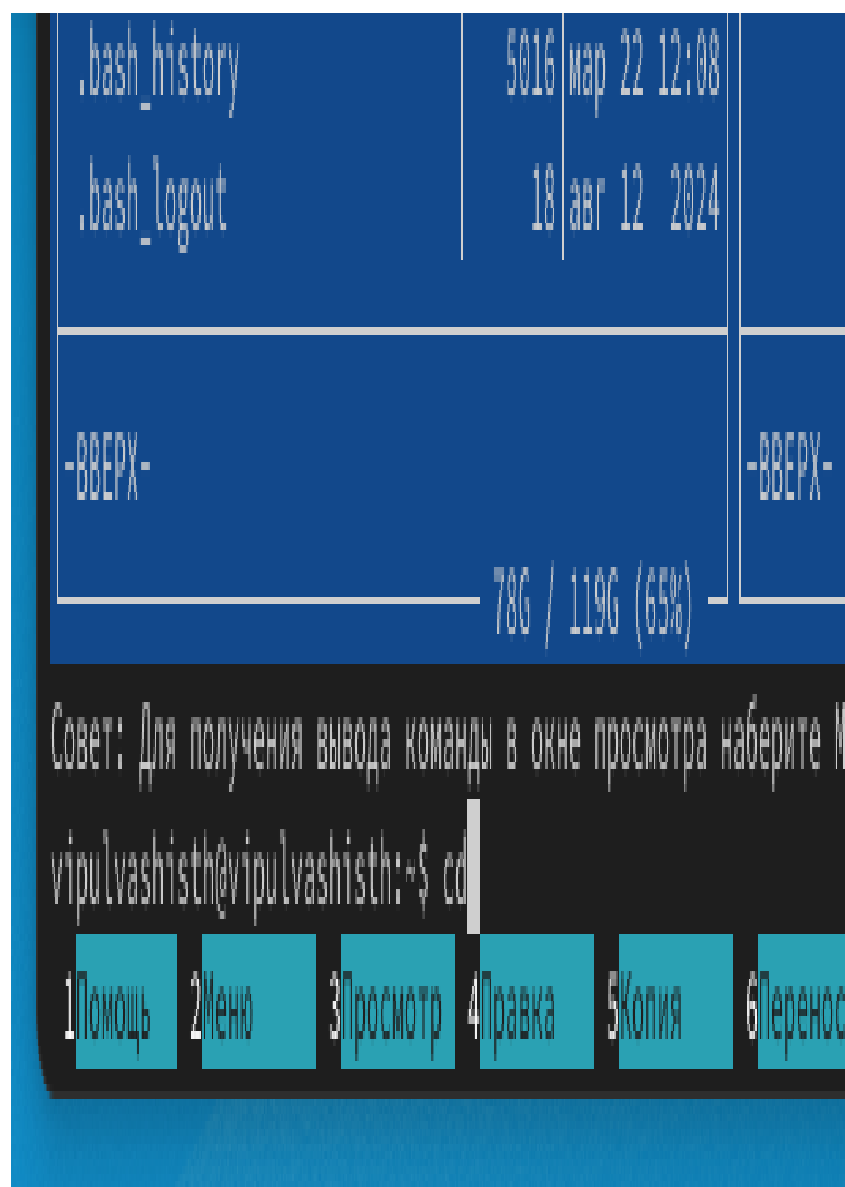 .bash_history 5016 мар 22 12:08
.bash_logout 18 авг 12 2024
-ВВЕРХ- -ВВЕРХ-
78G / 119G (65%)
Совет: Для получения вывода команды в окне просмотра наберите M
vipulvashisth@vipulvashisth:~$ cd
1Помощь 2Меню 3Просмотр 4Правка 5Копия 6Перенос